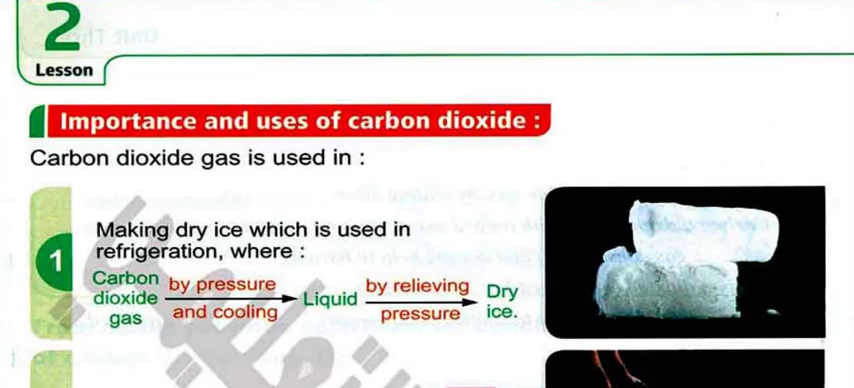 2
Lesson
Importance and uses of carbon dioxide :
Carbon dioxide gas is used in :
1
Making dry ice which is used in
refrigeration, where :
Carbon dioxide gas by pressure and cooling Liquid by relieving pressure Dry ice.